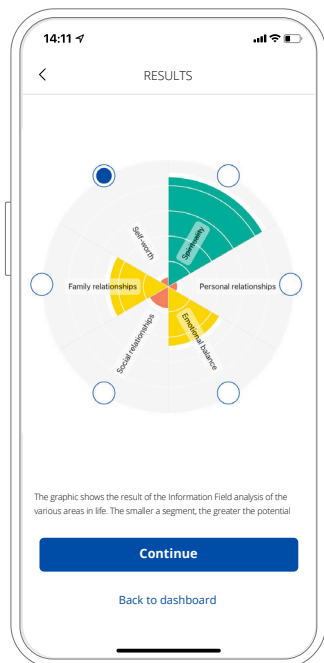 14:11
RESULTS
Self-worth
Spirituality
Family relationships
Personal relationships
Social relationships
Emotional balance
The graphic shows the result of the Information Field analysis of the
various areas in life. The smaller a segment, the greater the potential
Continue
Back to dashboard